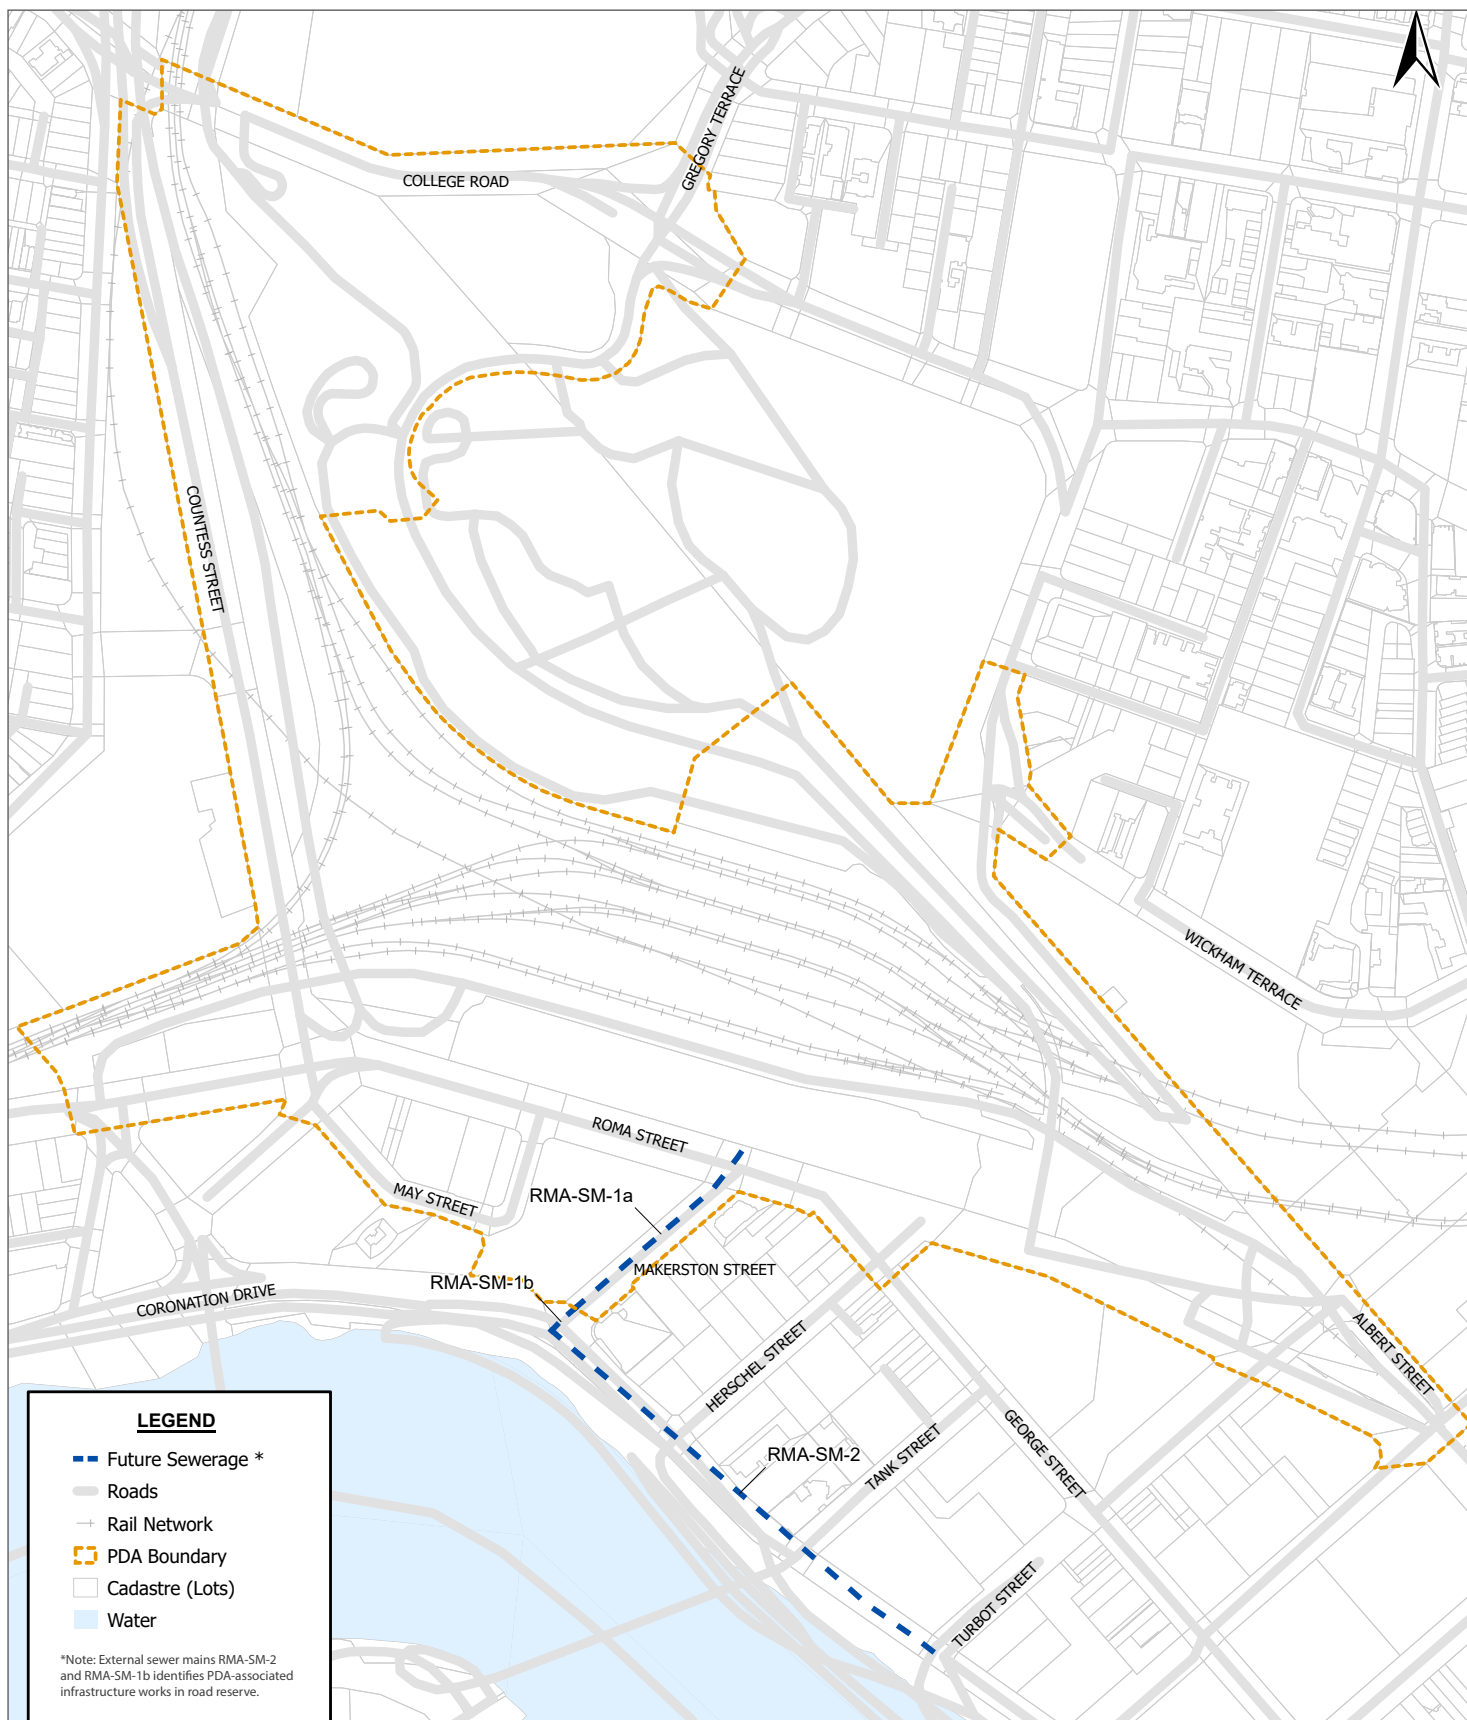 GREGORY TERRACE
COLLEGE ROAD
COUNTESS STREET
WICKHAM TERRACE
ROMA STREET
RMA-SM-1a
MAY STREET
MAKERSTON STREET
RMA-SM-1b
CORONATION DRIVE
ALBERT STREET
HERSCHEL STREET
GEORGE STREET
RMA-SM-2
TANK STREET
TURBOT STREET
LEGEND
Future Sewerage *
Roads
Rail Network
PDA Boundary
Cadastre (Lots)
Water
*Note: External sewer mains RMA-SM-2
and RMA-SM-1b identifies PDA-associated
infrastructure works in road reserve.